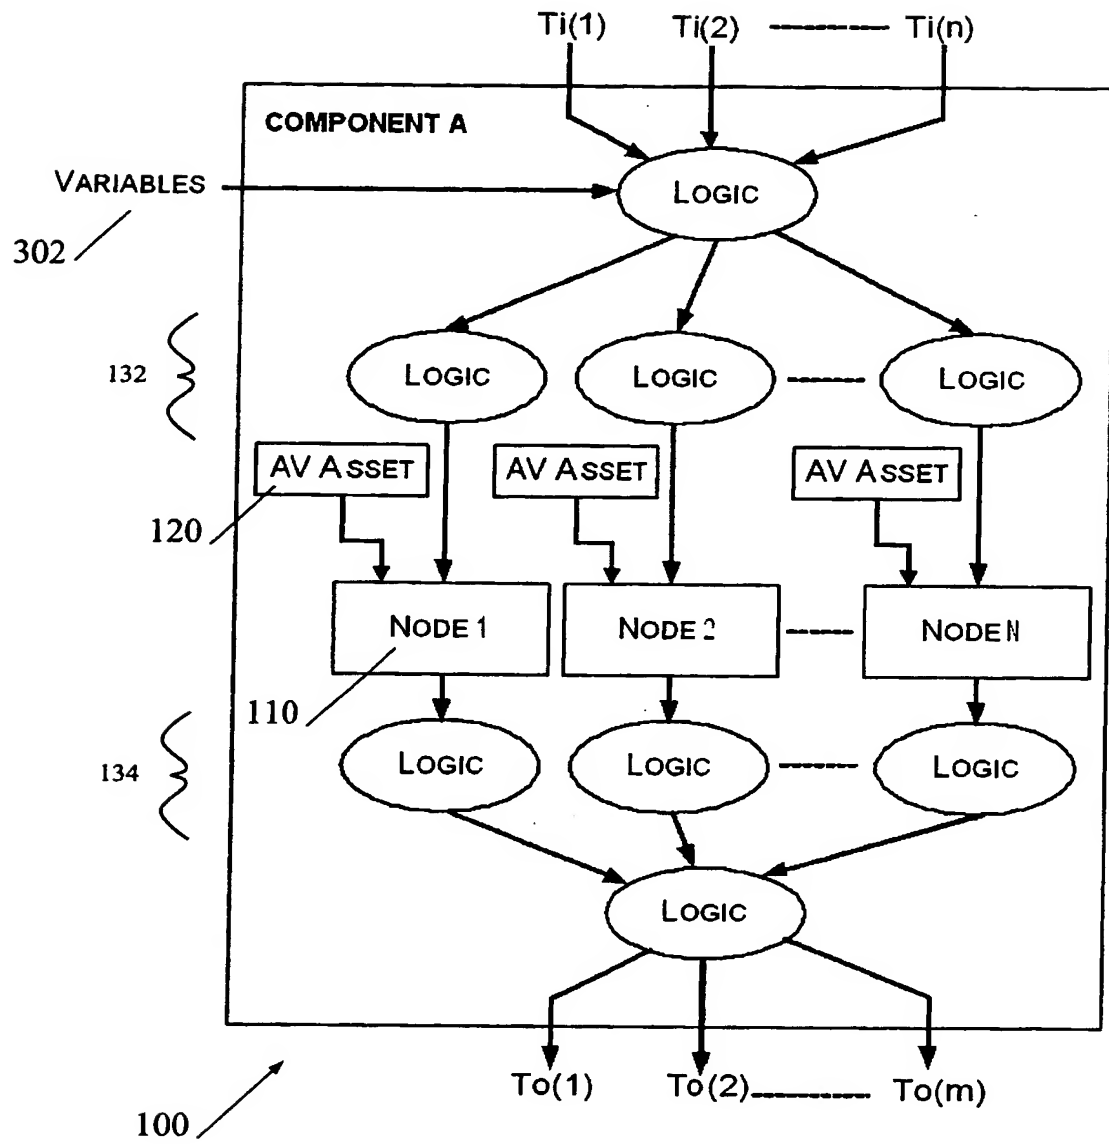 Ti(1) Ti(2) Ti(n)
COMPONENT A
VARIABLES
LOGIC
302
132
LOGIC LOGIC LOGIC
AV ASSET AV ASSET AV ASSET
120
NODE 1 NODE 2 NODE N
110
134
LOGIC LOGIC LOGIC
LOGIC
To(1) To(2) To(m)
100